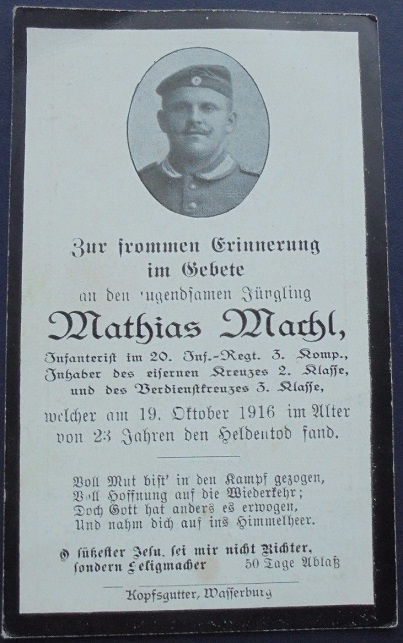 Zur frommen Erinnerung
im Gebete
an den tugendsamen Jüngling
Mathias Machl,
Infanterist im 20. Inf.-Regt. 3. Komp.,
Inhaber des eisernen Kreuzes 2. Klasse,
und des Verdienstkreuzes 3. Klasse,
welcher am 19. Oktober 1916 im Alter
von 23 Jahren den Heldentod fand.
Voll Mut bist' in den Kampf gezogen,
Voll Hoffnung auf die Wiederkehr;
Doch Gott hat anders es erwogen,
Und nahm dich auf ins Himmelheer.
O süßester Jesu, sei mir nicht Richter,
sondern Seligmacher 50 Tage Ablaß
Kopfsgutter, Wasserburg